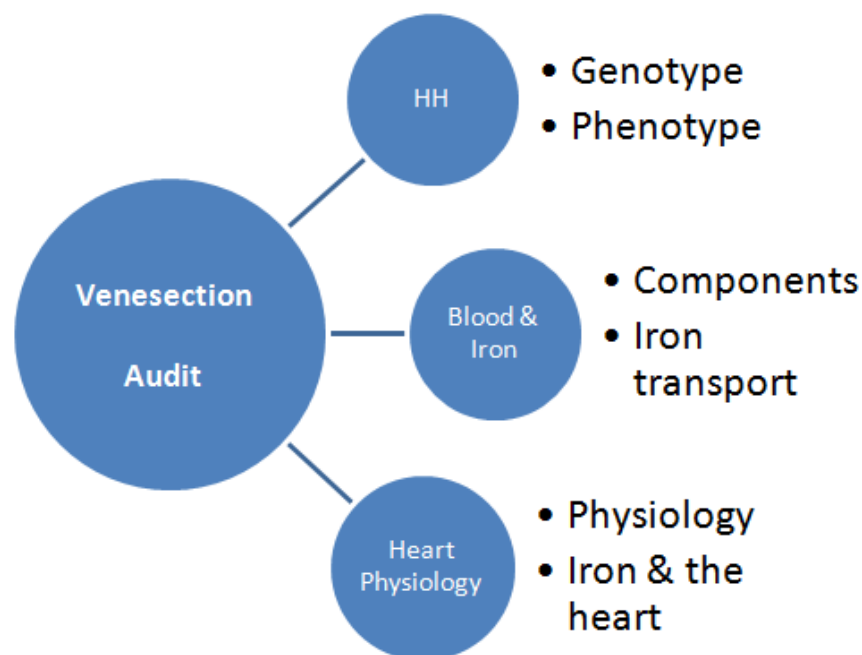 HH
• Genotype
• Phenotype
Venesection
Audit
Blood &
Iron
• Components
• Iron
transport
Heart
Physiology
• Physiology
• Iron & the
heart